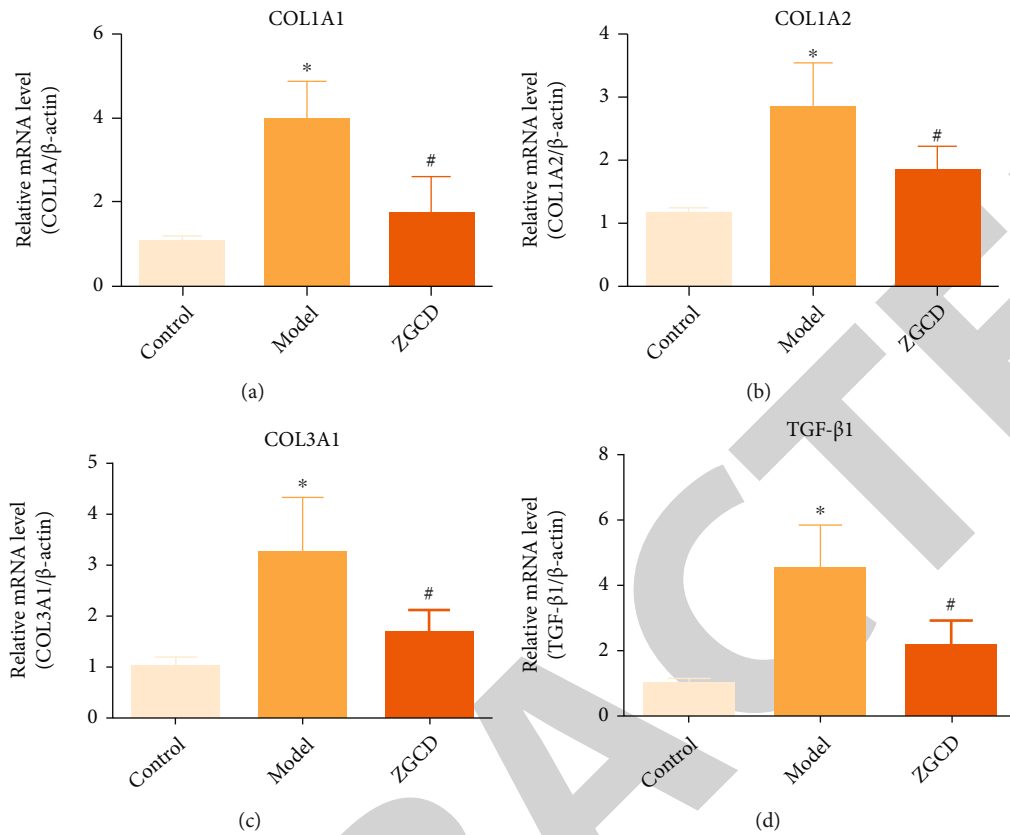 COL1A1
Relative mRNA level
(COL1A/β-actin)
6
4
2
0
*
#
Control
Model
ZGCD
(a)
COL1A2
Relative mRNA level
(COL1A2/β-actin)
4
3
2
1
0
*
#
Control
Model
ZGCD
(b)
COL3A1
Relative mRNA level
(COL3A1/β-actin)
5
4
3
2
1
0
*
#
Control
Model
ZGCD
(c)
TGF-β1
Relative mRNA level
(TGF-β1/β-actin)
8
6
4
2
0
*
#
Control
Model
ZGCD
(d)